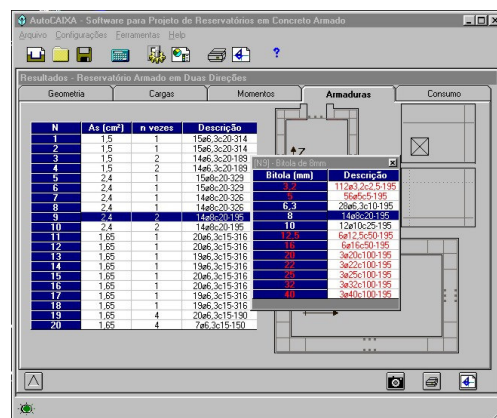 AutoCAIXA - Software para Projeto de Reservatórios em Concreto Armado
Arquivo Configurações Ferramentas Help
Resultados - Reservatório Armado em Duas Direções
Geometria Cargas Momentos Armaduras Consumo
N As (cm²) n vezes Descrição
1 1,5 1 15ø6,3c20-314
2 1,5 1 15ø6,3c20-314
3 1,5 2 14ø6,3c20-189
4 1,5 2 14ø6,3c20-189
5 2,4 1 15ø8c20-329
6 2,4 1 15ø8c20-329
7 2,4 1 14ø8c20-326
8 2,4 1 14ø8c20-326
9 2,4 2 14ø8c20-195
10 2,4 2 14ø8c20-195
11 1,65 1 20ø6,3c15-316
12 1,65 1 20ø6,3c15-316
13 1,65 1 19ø6,3c15-316
14 1,65 1 19ø6,3c15-316
15 1,65 1 20ø6,3c15-316
16 1,65 1 20ø6,3c15-316
17 1,65 1 19ø6,3c15-316
18 1,65 1 19ø6,3c15-316
19 1,65 4 20ø6,3c15-190
20 1,65 4 7ø6,3c15-150
[N9] - Bitola de 8mm
Bitola (mm) Descrição
3,2 112ø3,2c2,5-195
5 56ø5c5-195
6,3 28ø6,3c10-195
8 14ø8c20-195
10 12ø10c25-195
12,5 6ø12,5c50-195
16 6ø16c50-195
20 3ø20c100-195
22 3ø22c100-195
25 3ø25c100-195
32 3ø32c100-195
40 3ø40c100-195